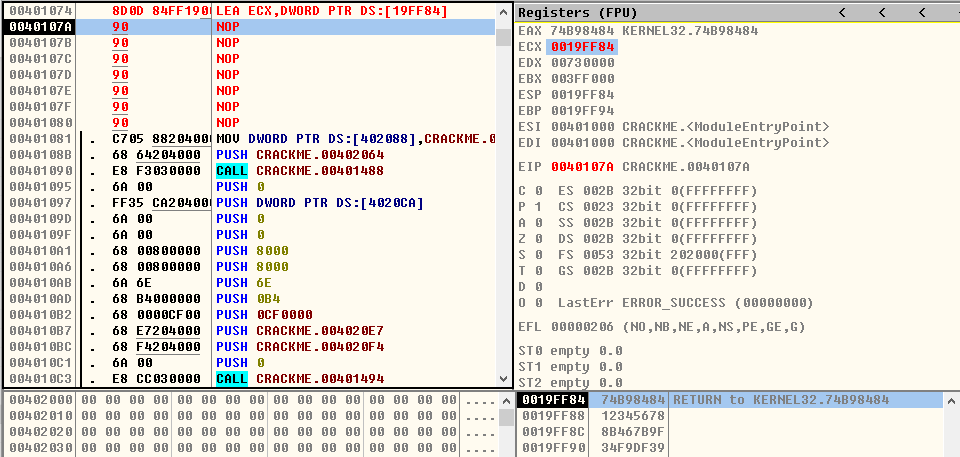 00401074 8D0D 84FF1900 LEA ECX,DWORD PTR DS:[19FF84]
0040107A 90 NOP
0040107B 90 NOP
0040107C 90 NOP
0040107D 90 NOP
0040107E 90 NOP
0040107F 90 NOP
00401080 90 NOP
00401081 . C705 88204000 MOV DWORD PTR DS:[402088],CRACKME.0
0040108B . 68 64204000 PUSH CRACKME.00402064
00401090 . E8 F3030000 CALL CRACKME.00401488
00401095 . 6A 00 PUSH 0
00401097 . FF35 CA204000 PUSH DWORD PTR DS:[4020CA]
0040109D . 6A 00 PUSH 0
0040109F . 6A 00 PUSH 0
004010A1 . 68 00800000 PUSH 8000
004010A6 . 68 00800000 PUSH 8000
004010AB . 6A 6E PUSH 6E
004010AD . 68 B4000000 PUSH 0B4
004010B2 . 68 0000CF00 PUSH 0CF0000
004010B7 . 68 E7204000 PUSH CRACKME.004020E7
004010BC . 68 F4204000 PUSH CRACKME.004020F4
004010C1 . 6A 00 PUSH 0
004010C3 . E8 CC030000 CALL CRACKME.00401494
Registers (FPU) < < < <
EAX 74B98484 KERNEL32.74B98484
ECX 0019FF84
EDX 00730000
EBX 003FF000
ESP 0019FF84
EBP 0019FF94
ESI 00401000 CRACKME.<ModuleEntryPoint>
EDI 00401000 CRACKME.<ModuleEntryPoint>
EIP 0040107A CRACKME.0040107A
C 0 ES 002B 32bit 0(FFFFFFFF)
P 1 CS 0023 32bit 0(FFFFFFFF)
A 0 SS 002B 32bit 0(FFFFFFFF)
Z 0 DS 002B 32bit 0(FFFFFFFF)
S 0 FS 0053 32bit 202000(FFF)
T 0 GS 002B 32bit 0(FFFFFFFF)
D 0
O 0 LastErr ERROR_SUCCESS (00000000)
EFL 00000206 (NO,NB,NE,A,NS,PE,GE,G)
ST0 empty 0.0
ST1 empty 0.0
ST2 empty 0.0
00402000 00 00 00 00 00 00 00 00 00 00 00 00 00 00 00 00 ....
00402010 00 00 00 00 00 00 00 00 00 00 00 00 00 00 00 00 ....
00402020 00 00 00 00 00 00 00 00 00 00 00 00 00 00 00 00 ....
00402030 00 00 00 00 00 00 00 00 00 00 00 00 00 00 00 00 ....
0019FF84 74B98484 RETURN to KERNEL32.74B98484
0019FF88 12345678
0019FF8C 8B467B9F
0019FF90 34F9DF39